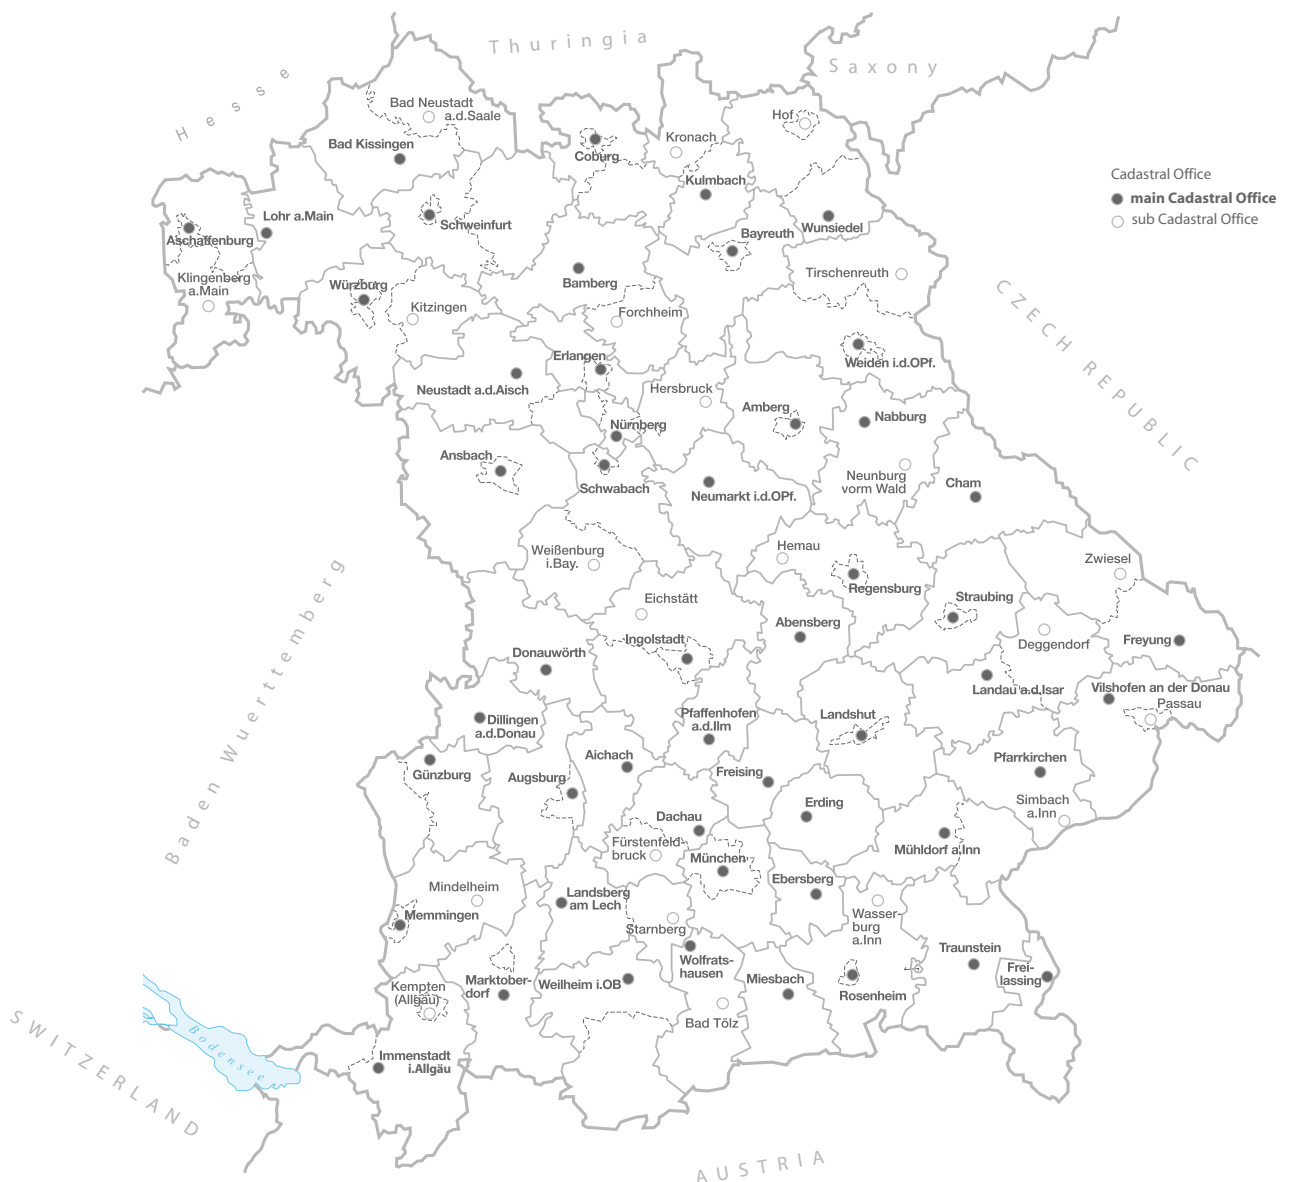 Thuringia
Saxony
Hesse
Bad Neustadt
a.d.Saale
Hof
Bad Kissingen
Kronach
Coburg
Cadastral Office
Kulmbach
main Cadastral Office
sub Cadastral Office
Lohr a.Main
Schweinfurt
Wunsiedel
Bayreuth
Aschaffenburg
Tirschenreuth
Klingenberg
a.Main
Würzburg
Bamberg
CZECH REPUBLIC
Kitzingen
Forchheim
Erlangen
Weiden i.d.OPf.
Neustadt a.d.Aisch
Hersbruck
Amberg
Nabburg
Nürnberg
Ansbach
Neunburg
vorm Wald
Cham
Schwabach
Neumarkt i.d.OPf.
Weißenburg
i.Bay.
Hemau
Zwiesel
Baden Wuerttemberg
Regensburg
Straubing
Eichstätt
Abensberg
Ingolstadt
Deggendorf
Freyung
Donauwörth
Landau a.d.Isar
Vilshofen an der Donau
Passau
Dillingen
a.d.Donau
Pfaffenhofen
a.d.Ilm
Landshut
Aichach
Pfarrkirchen
Günzburg
Augsburg
Freising
Erding
Simbach
a.Inn
Dachau
Fürstenfeld-
bruck
München
Mühldorf a.Inn
Mindelheim
Ebersberg
Landsberg
am Lech
Memmingen
Wasser-
burg
a.Inn
Starnberg
Traunstein
Wolfrats-
hausen
Frei-
lassing
Kempten
(Allgäu)
Marktober-
dorf
Weilheim i.OB
Miesbach
Rosenheim
Bad Tölz
SWITZERLAND
Bodensee
Immenstadt
i.Allgäu
AUSTRIA